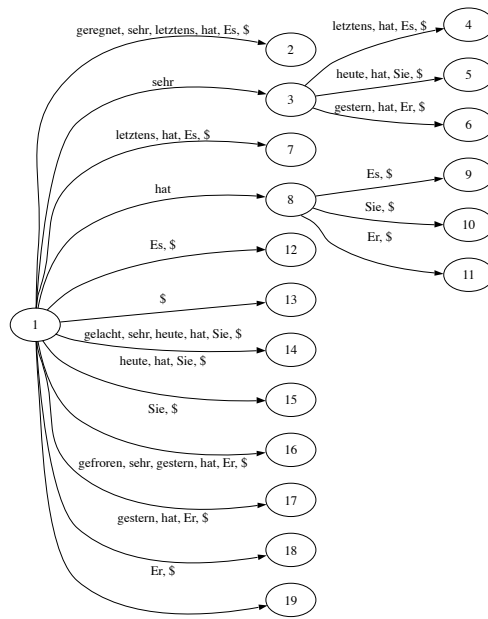 geregnet, sehr, letztens, hat, Es, $
2
sehr
3
letztens, hat, Es, $
4
heute, hat, Sie, $
5
gestern, hat, Er, $
6
letztens, hat, Es, $
7
hat
8
Es, $
9
Sie, $
10
Er, $
11
Es, $
12
$
13
1
gelacht, sehr, heute, hat, Sie, $
14
heute, hat, Sie, $
15
Sie, $
16
gefroren, sehr, gestern, hat, Er, $
17
gestern, hat, Er, $
18
Er, $
19